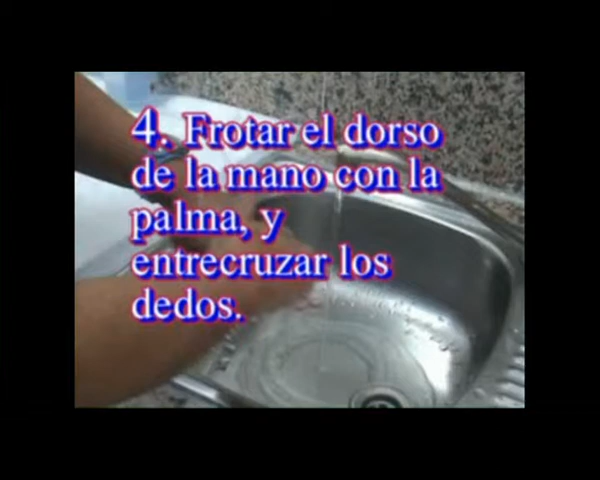 4. Frotar el dorso
de la mano con la
palma, y
entrecruzar los
dedos.